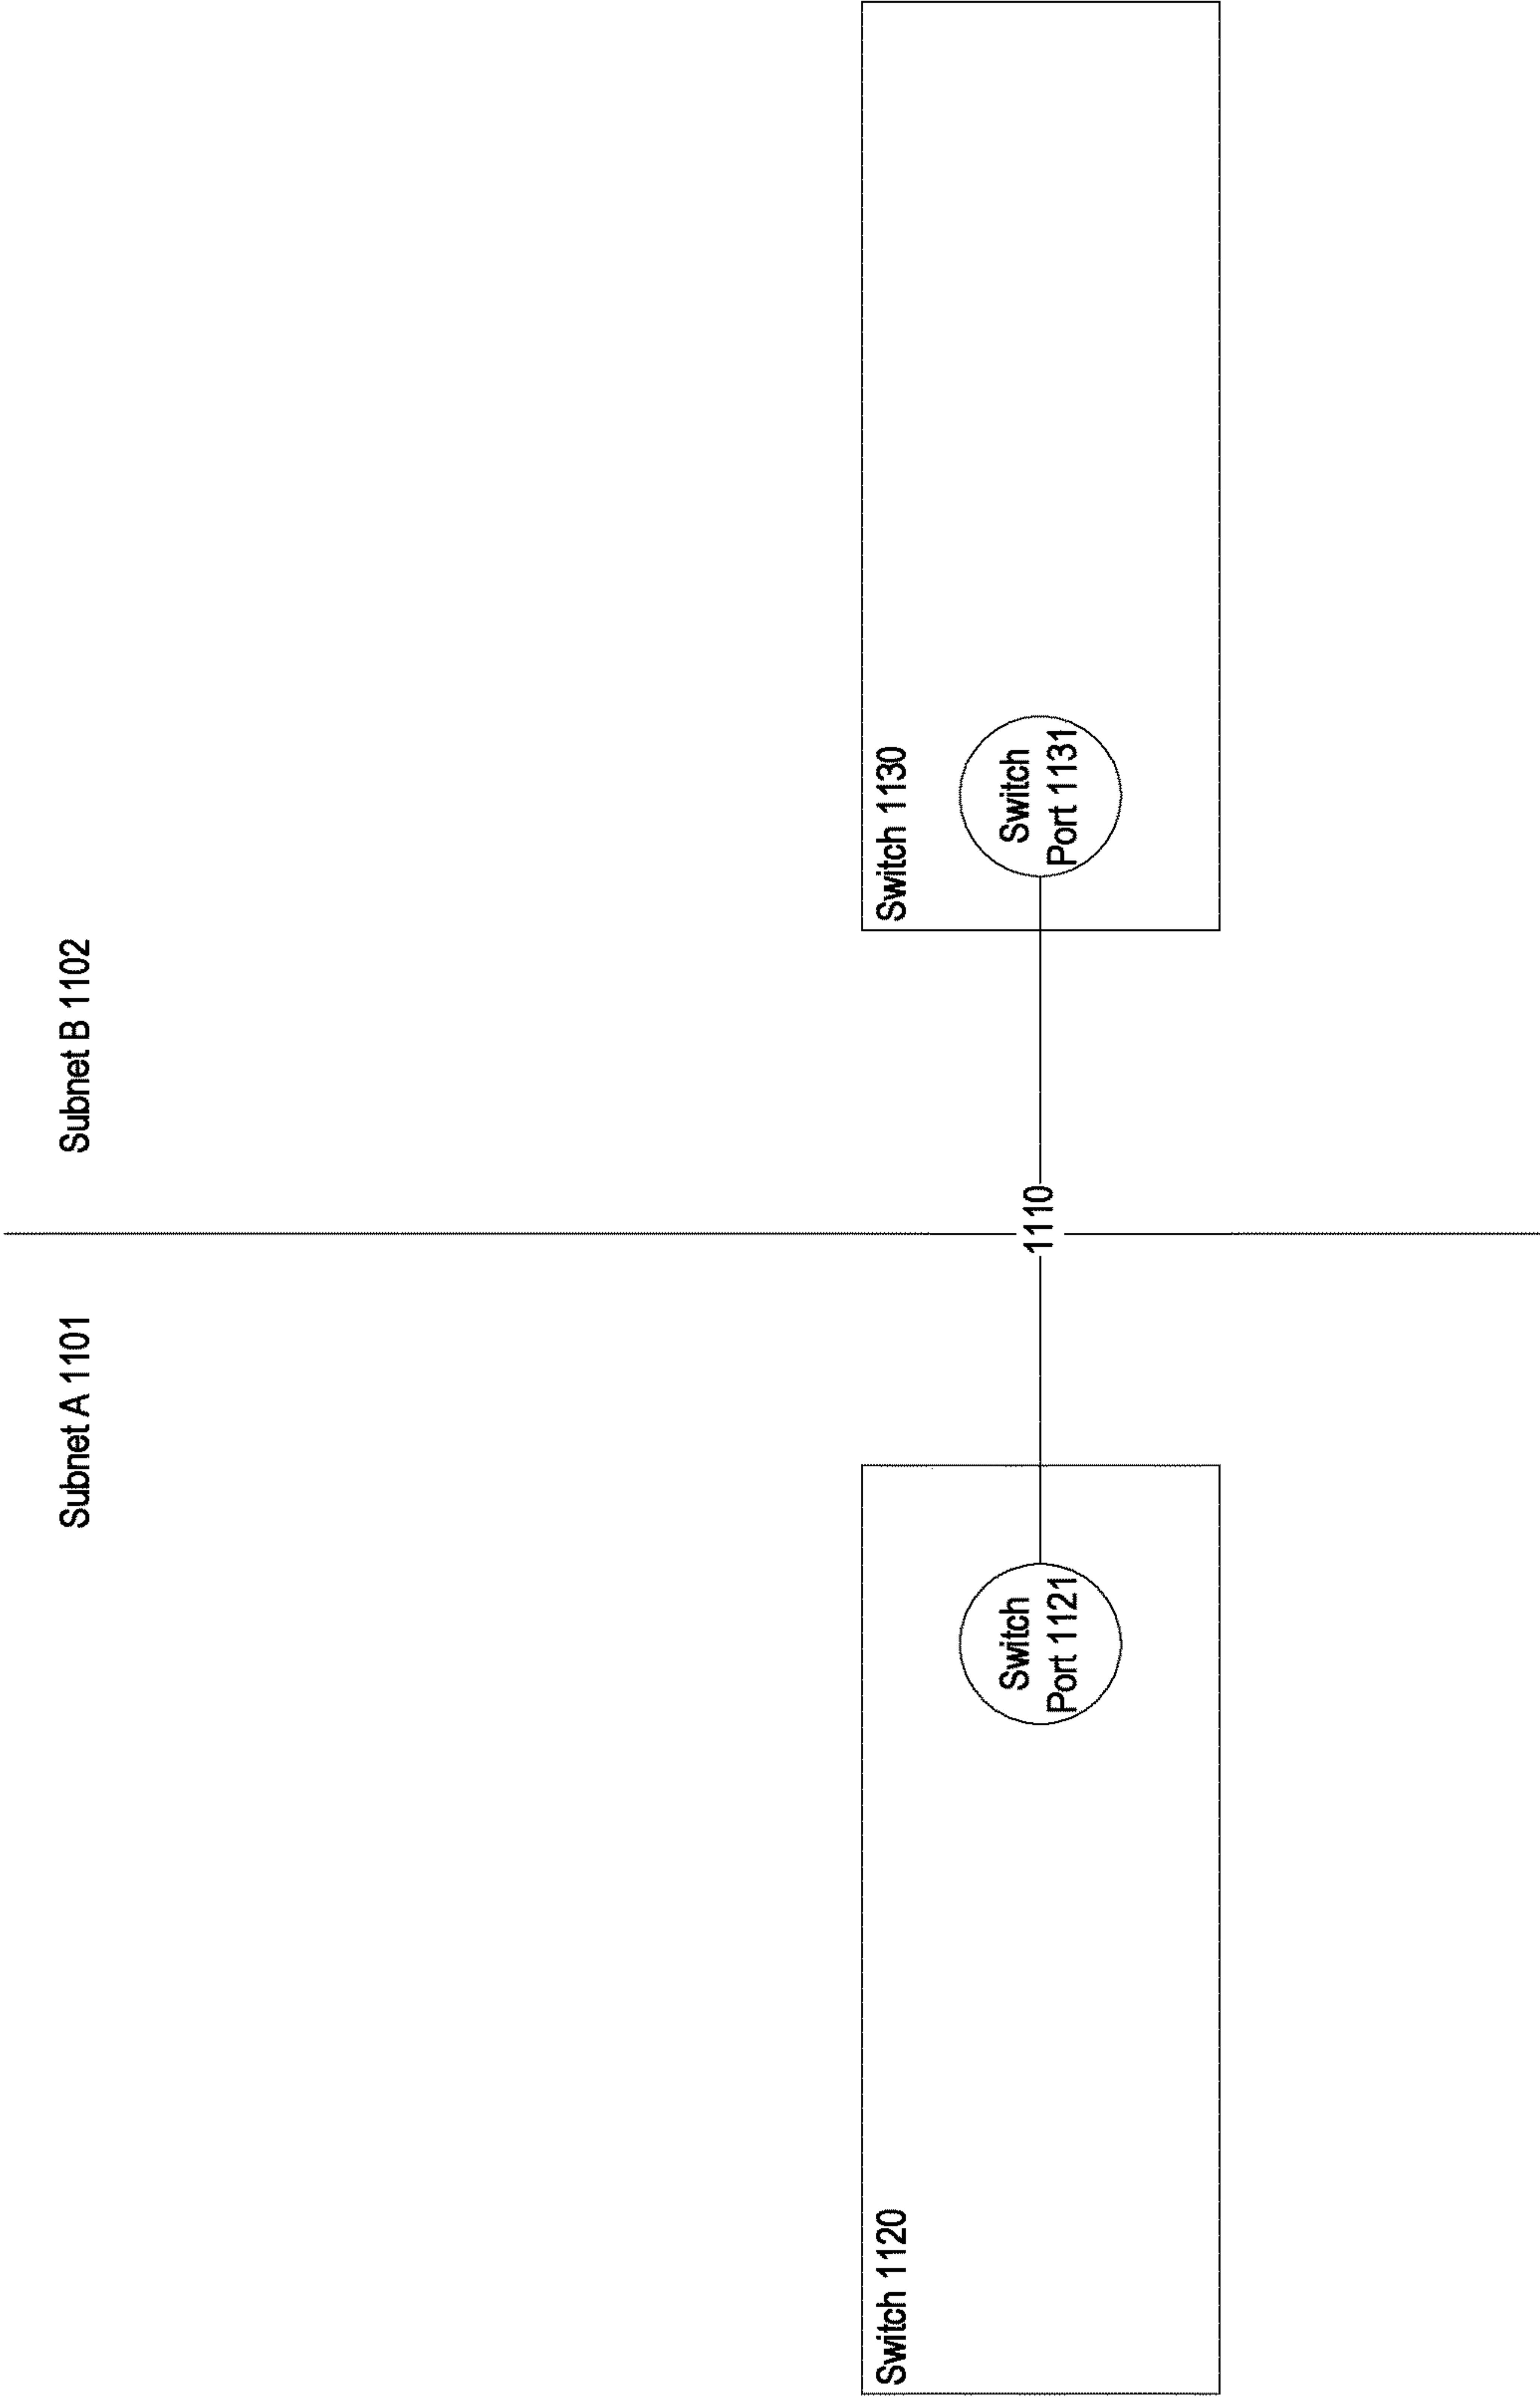 Subnet A 1101
Subnet B 1102
Switch 1120
Switch 1130
Switch
Port 1121
1110
Switch
Port 1131